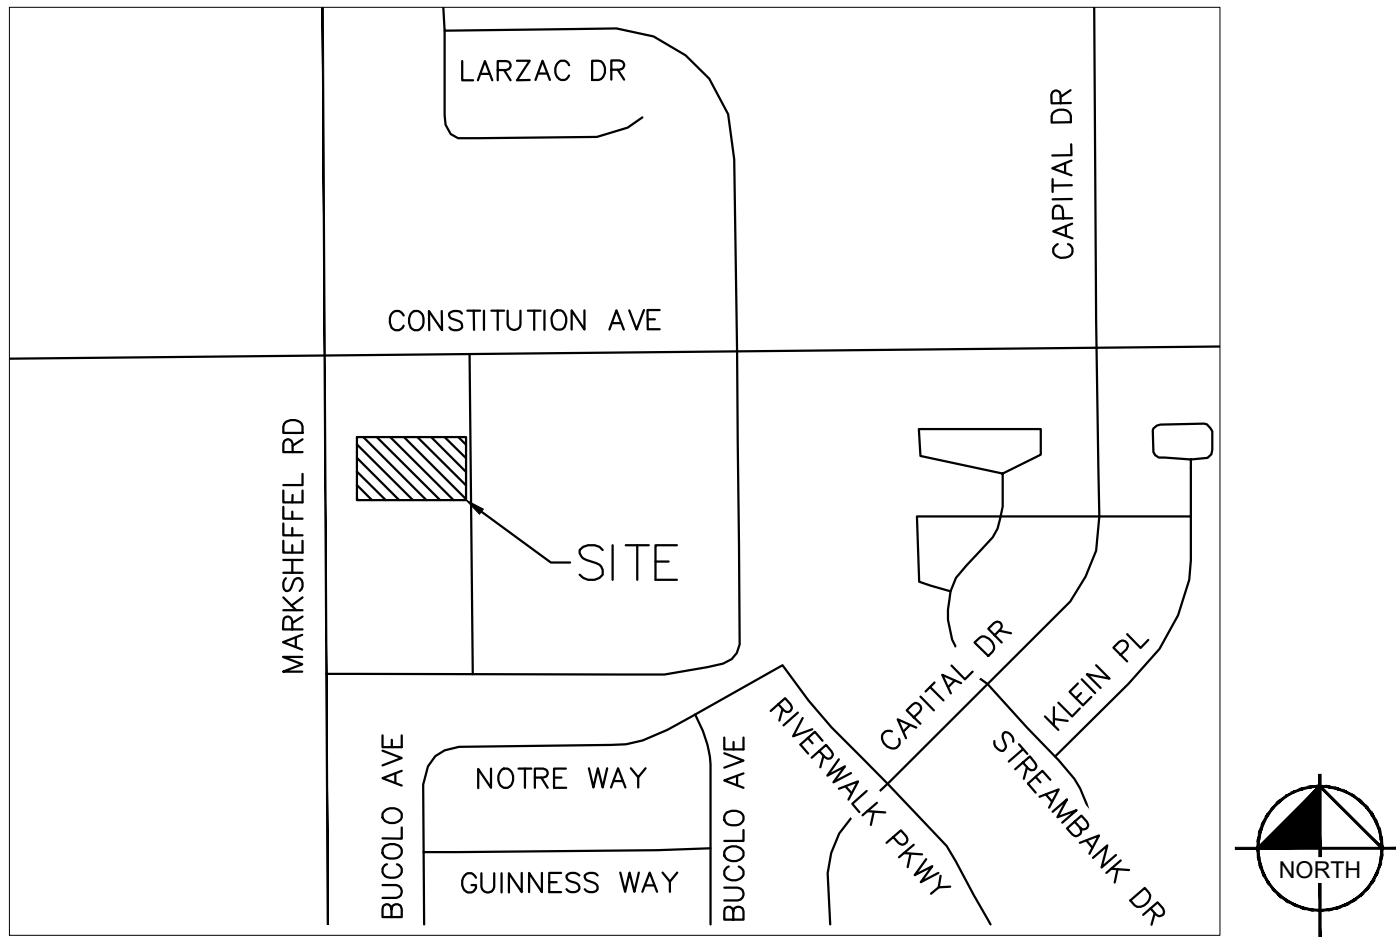 LARZAC DR
CAPITAL DR
CONSTITUTION AVE
MARKSHEFFEL RD
SITE
CAPITAL DR
KLEIN PL
RIVERWALK PKWY
STREAMBANK DR
BUCOLO AVE
NOTRE WAY
BUCOLO AVE
GUINNESS WAY
NORTH